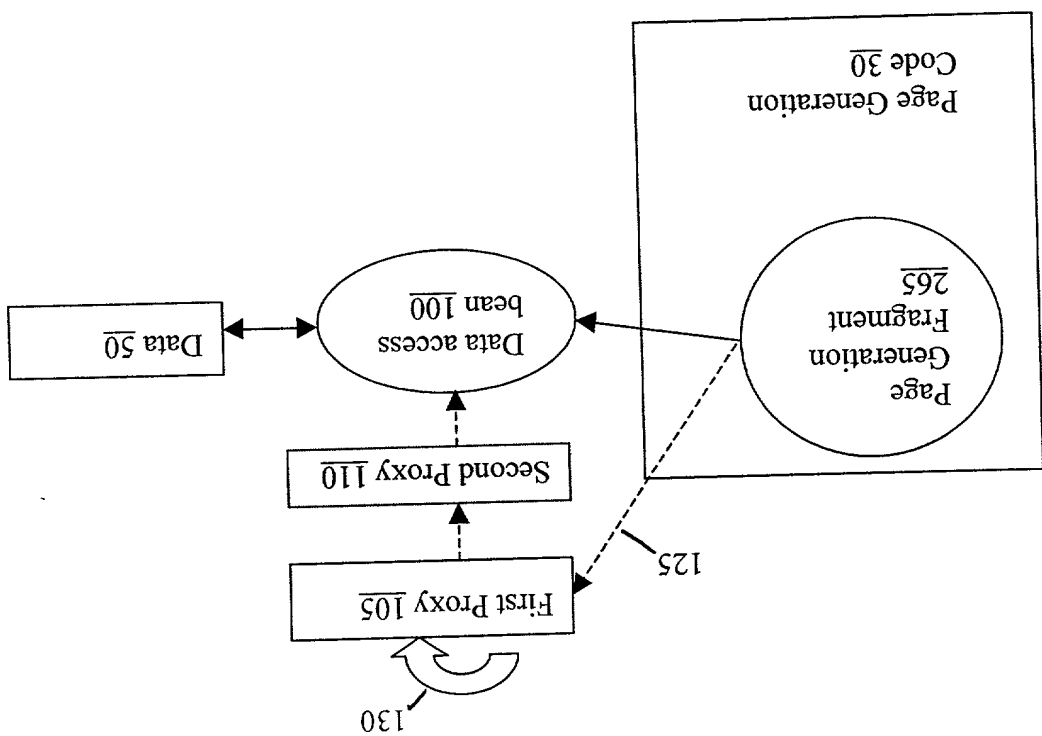 130
First Proxy 105
125
Second Proxy 110
Page
Generation
Fragment
265
Data access
bean 100
Data 50
Page Generation
Code 30